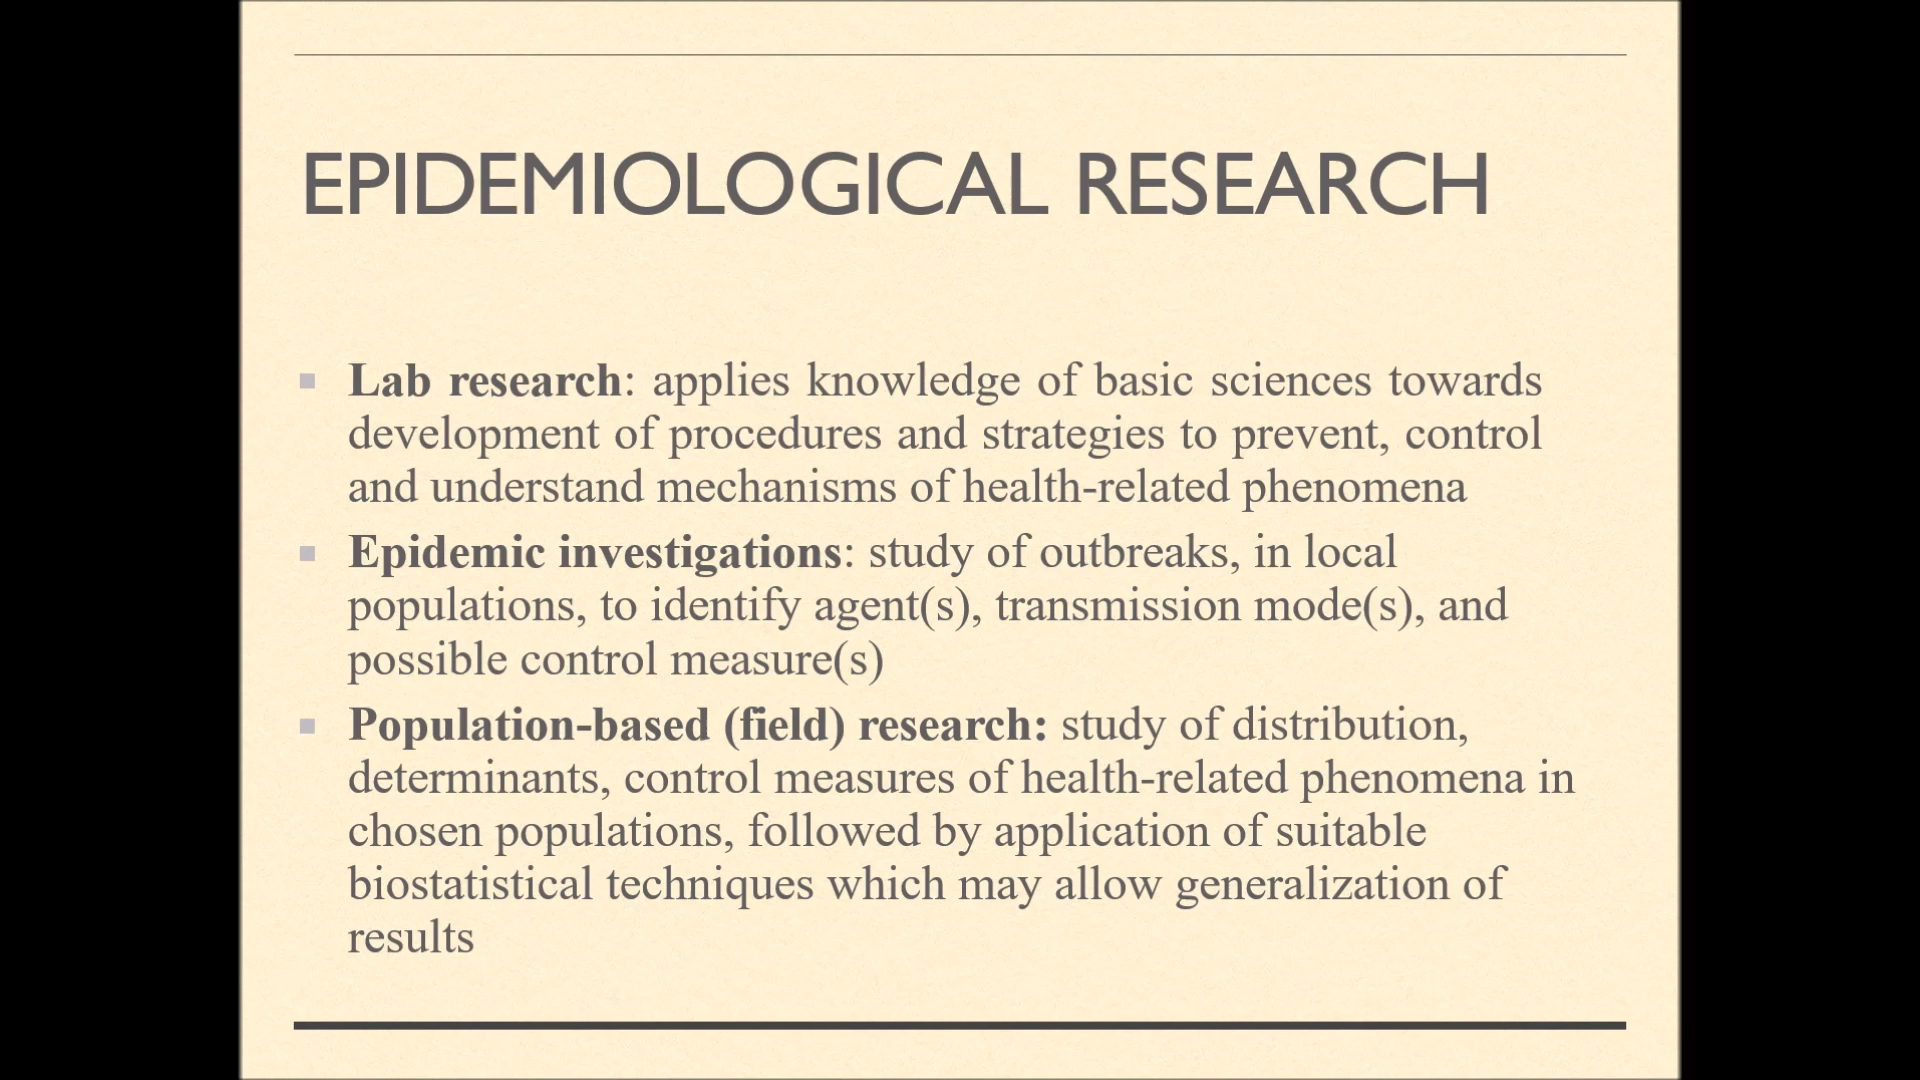 EPIDEMIOLOGICAL RESEARCH
Lab research: applies knowledge of basic sciences towards
development of procedures and strategies to prevent, control
and understand mechanisms of health-related phenomena
Epidemic investigations: study of outbreaks, in local
populations, to identify agent(s), transmission mode(s), and
possible control measure(s)
Population-based (field) research: study of distribution,
determinants, control measures of health-related phenomena in
chosen populations, followed by application of suitable
biostatistical techniques which may allow generalization of
results